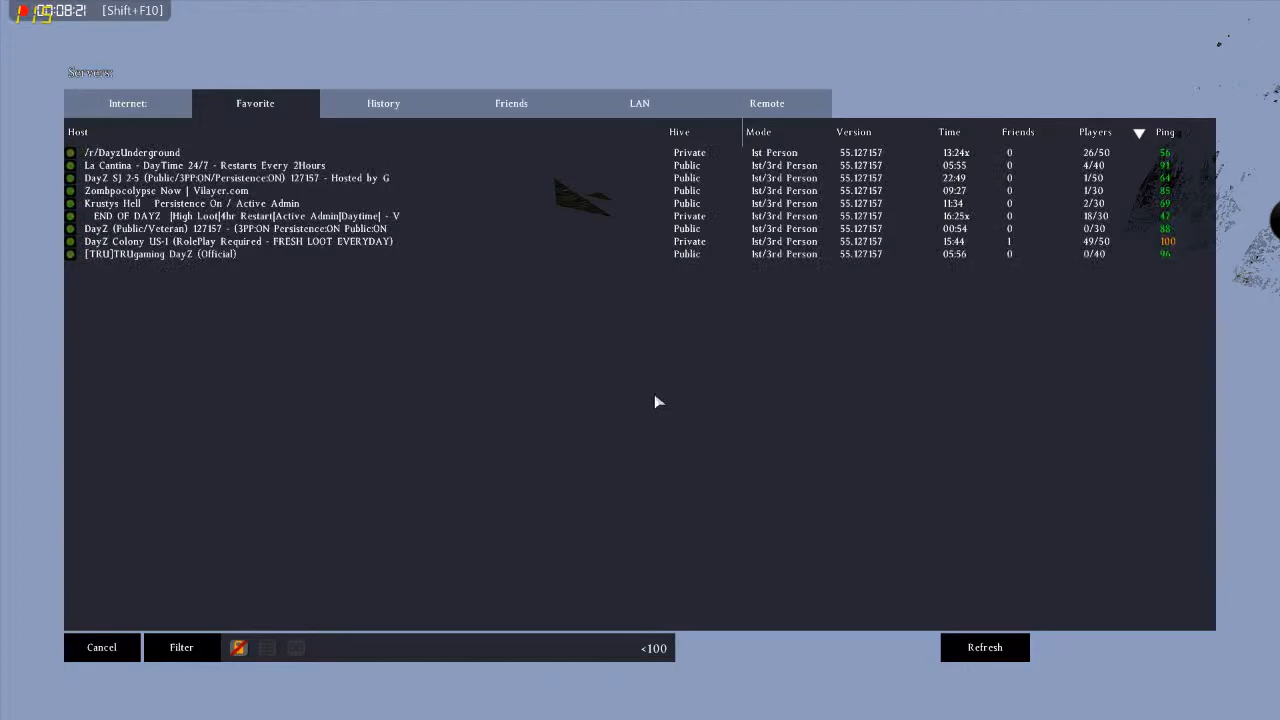 00:08:21 [Shift+F10]
Servers:
Internet: Favorite History Friends LAN Remote
Host Hive Mode Version Time Friends Players Ping
/r/DayzUnderground Private 1st Person 55.127157 13:24x 0 26/50 56
La Cantina - DayTime 24/7 - Restarts Every 2Hours Public 1st/3rd Person 55.127157 05:55 0 4/40 91
DayZ SJ 2-5 (Public/3PP:ON/Persistence:ON) 127157 - Hosted by G Public 1st/3rd Person 55.127157 22:49 0 1/50 64
Zombpocolypse Now | Vilayer.com Public 1st/3rd Person 55.127157 09:27 0 1/30 85
Krustys Hell Persistence On / Active Admin Public 1st/3rd Person 55.127157 11:34 0 2/30 69
END OF DAYZ |High Loot|4hr Restart|Active Admin|Daytime| - V Private 1st/3rd Person 55.127157 16:25x 0 18/30 47
DayZ (Public/Veteran) 127157 - (3PP:ON Persistence:ON Public:ON Public 1st/3rd Person 55.127157 00:54 0 0/30 88
DayZ Colony US-1 (RolePlay Required - FRESH LOOT EVERYDAY) Private 1st/3rd Person 55.127157 15:44 1 49/50 100
[TRU]TRUgaming DayZ (Official) Public 1st/3rd Person 55.127157 05:56 0 0/40 96
Cancel Filter <100 Refresh